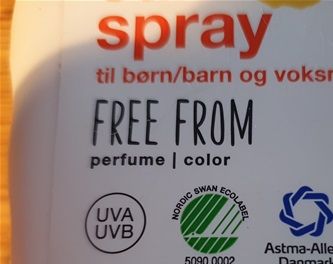 spray
til børn/barn og voksn
FREE FROM
perfume | color
UVA
UVB
NORDIC SWAN ECOLABEL
5090 0002
Astma-Alle
Danmark